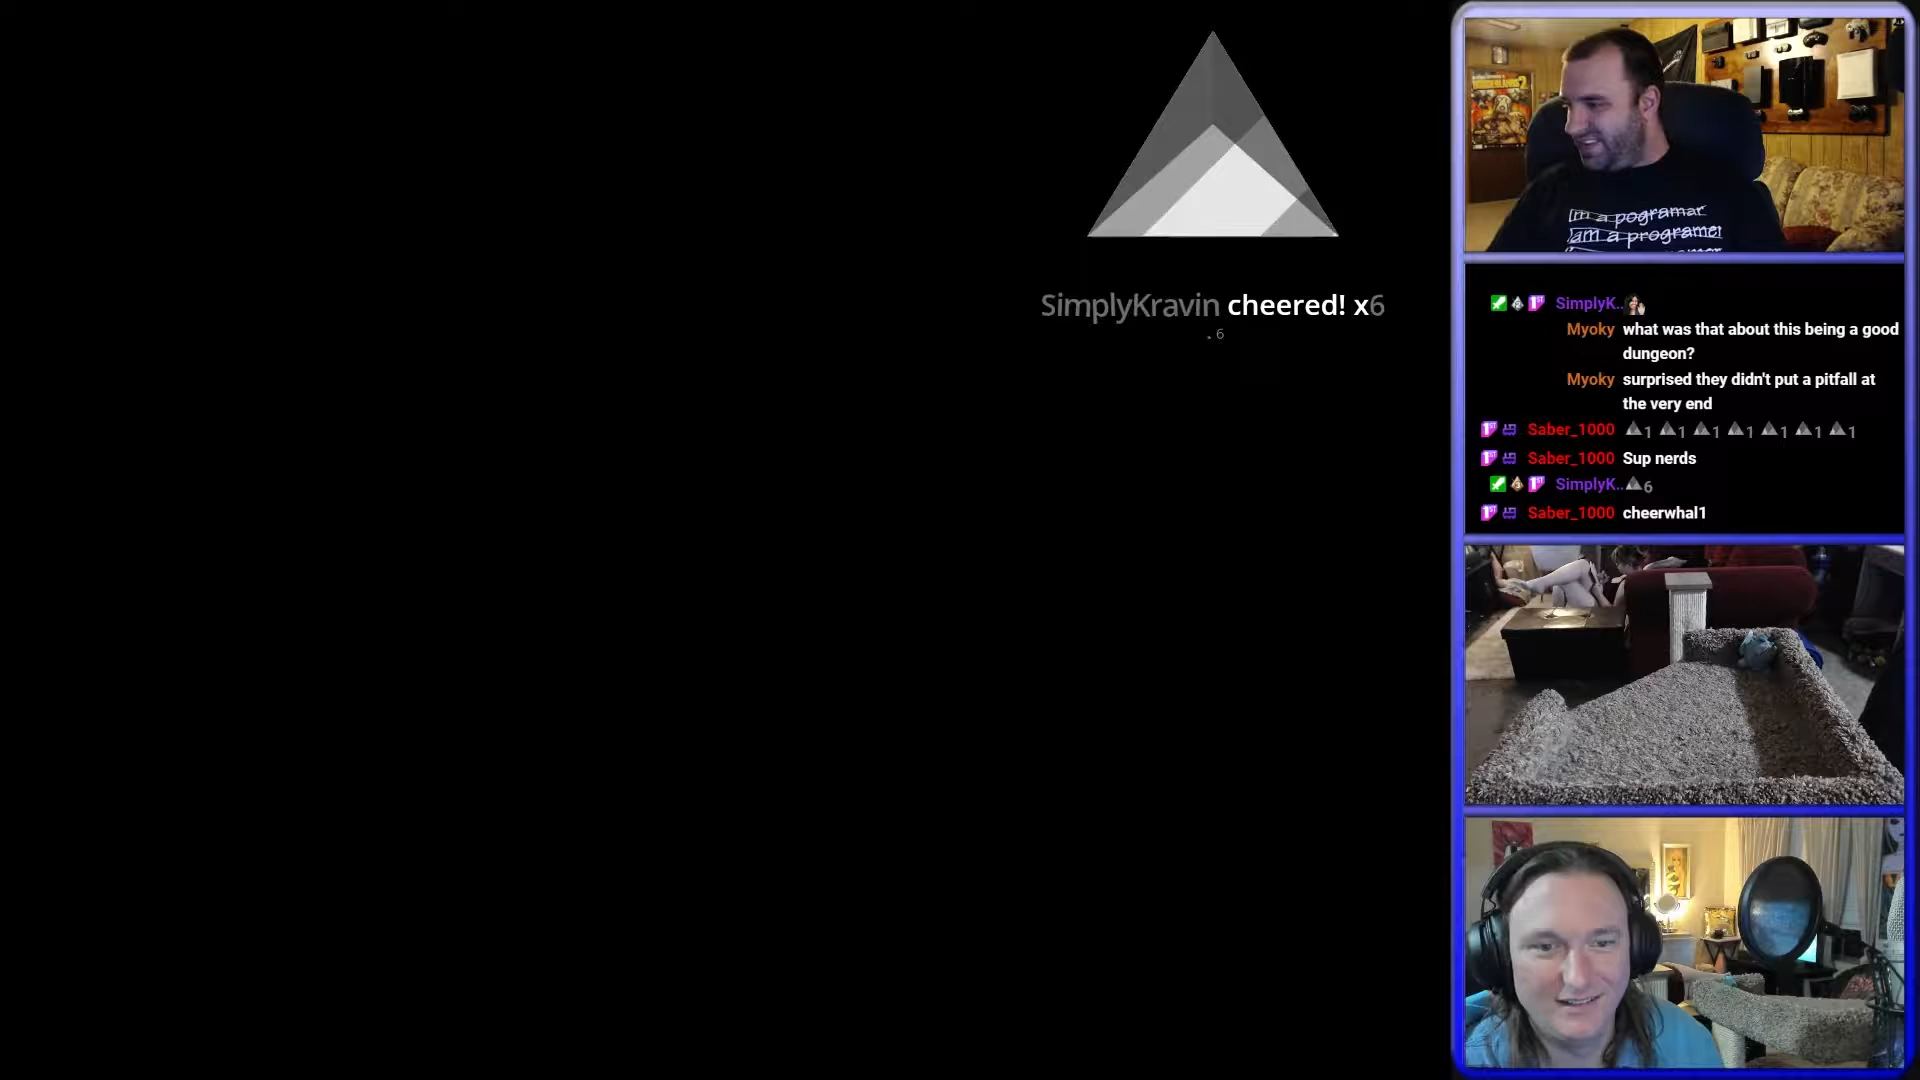 SimplyKravin cheered! x6
6
SimplyK..
Myoky what was that about this being a good
dungeon?
Myoky surprised they didn't put a pitfall at
the very end
Saber_1000 1 1 1 1 1 1 1
Saber_1000 Sup nerds
SimplyK.. 6
Saber_1000 cheerwhal1
I'm a pogramar
I am a programe